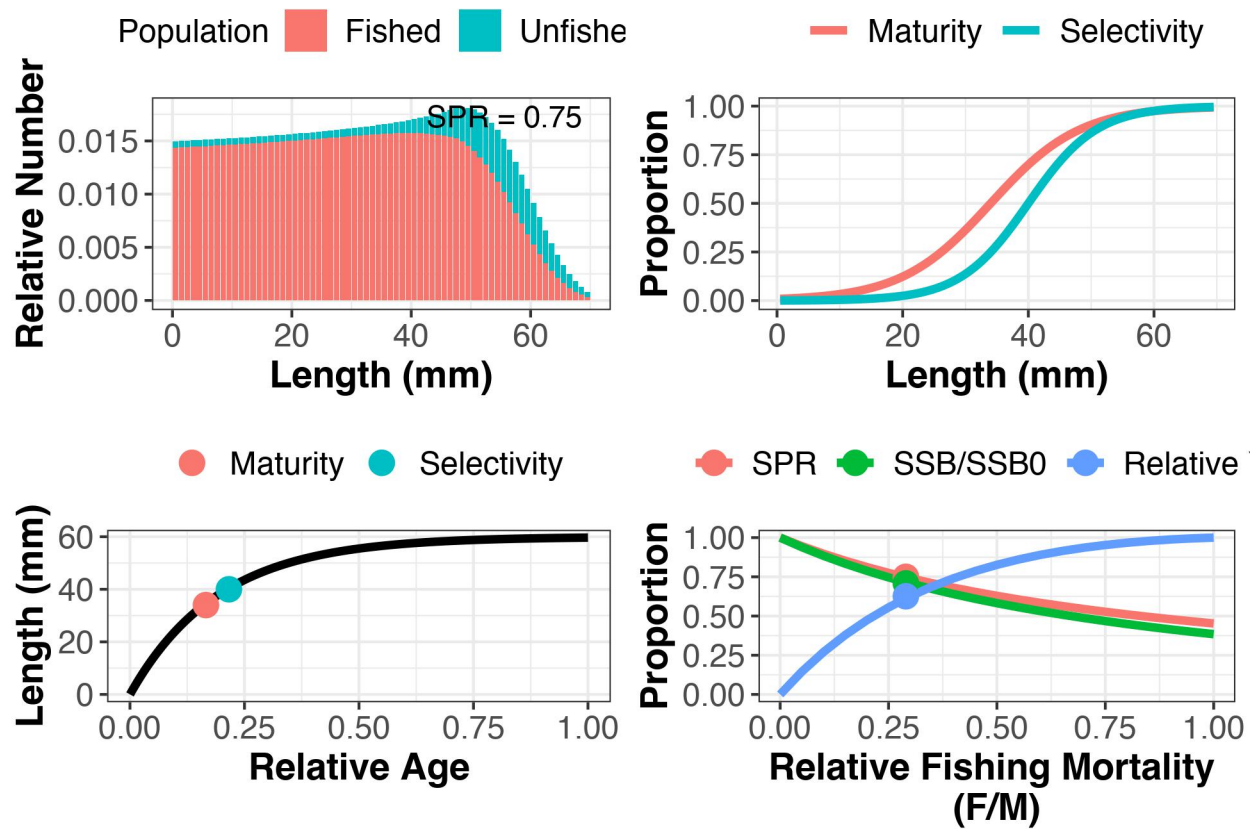 Population Fished Unfishe
Relative Number
SPR = 0.75
0.015
0.010
0.005
0.000
0 20 40 60
Length (mm)
Maturity Selectivity
Proportion
1.00
0.75
0.50
0.25
0.00
0 20 40 60
Length (mm)
Maturity Selectivity
Length (mm)
60
40
20
0
0.00 0.25 0.50 0.75 1.00
Relative Age
SPR SSB/SSB0 Relative
Proportion
1.00
0.75
0.50
0.25
0.00
0.00 0.25 0.50 0.75 1.00
Relative Fishing Mortality
(F/M)